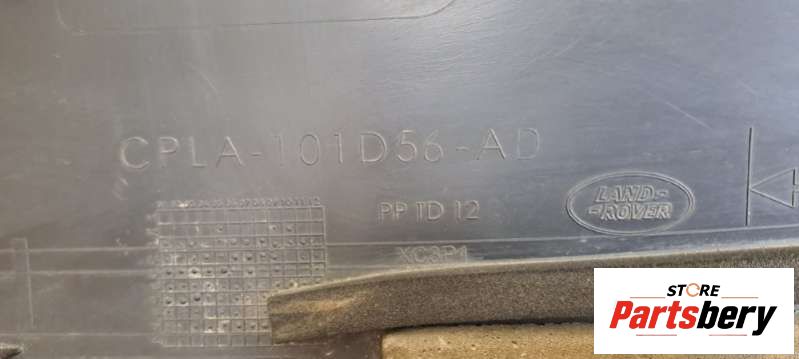 CPLA-101D56-AD
PP TD 12
LAND-
-ROVER
XC3P1
STORE
Partsbery